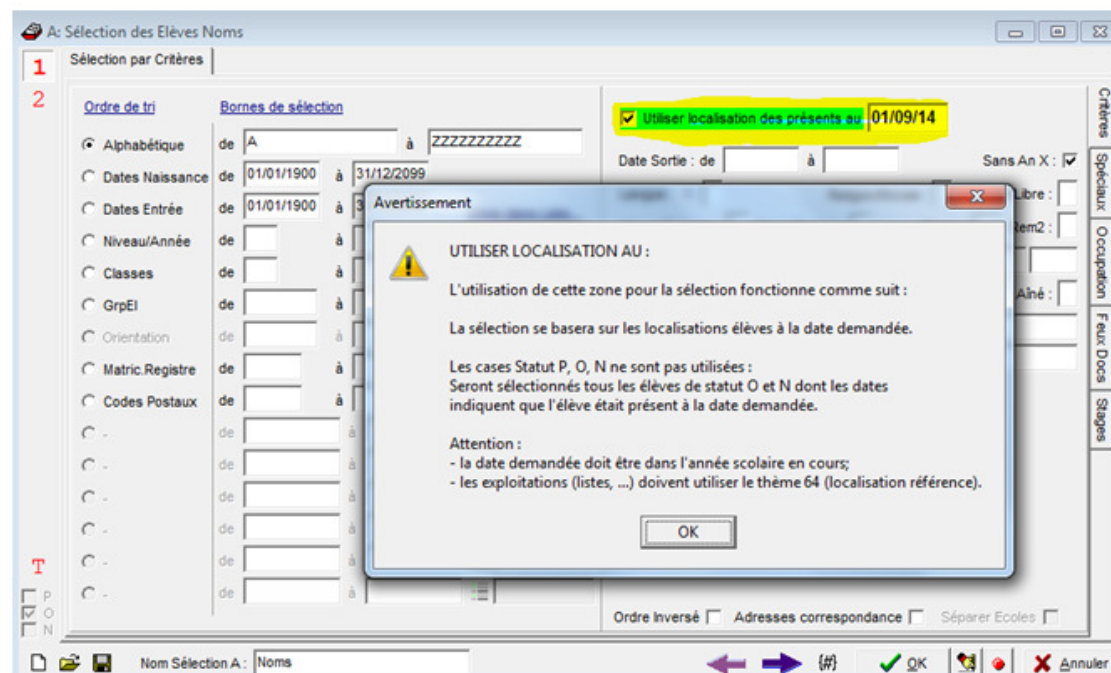 A: Sélection des Elèves Noms
1
Sélection par Critères
2
Ordre de tri
Bornes de sélection
Utiliser localisation des présents au 01/09/14
Alphabétique de A à ZZZZZZZZZZ
Date Sortie : de à Sans An X :
Dates Naissance de 01/01/1900 à 31/12/2099
Libre :
Dates Entrée de 01/01/1900 à 3
Rem2 :
Niveau/Année de à
Classes de à
Aîné :
GrpEl de à
Orientation de à
Matric.Registre de à
Codes Postaux de à
- de à
- de à
- de à
- de à
- de à
- de à
T
P
O
N
Critères
Spéciaux
Occupation
Feux Docs
Stages
Avertissement
UTILISER LOCALISATION AU :
L'utilisation de cette zone pour la sélection fonctionne comme suit :
La sélection se basera sur les localisations élèves à la date demandée.
Les cases Statut P, O, N ne sont pas utilisées :
Seront sélectionnés tous les élèves de statut O et N dont les dates
indiquent que l'élève était présent à la date demandée.
Attention :
- la date demandée doit être dans l'année scolaire en cours;
- les exploitations (listes, ...) doivent utiliser le thème 64 (localisation référence).
OK
Ordre Inversé Adresses correspondance Séparer Ecoles
Nom Sélection A : Noms
{#} OK Annuler